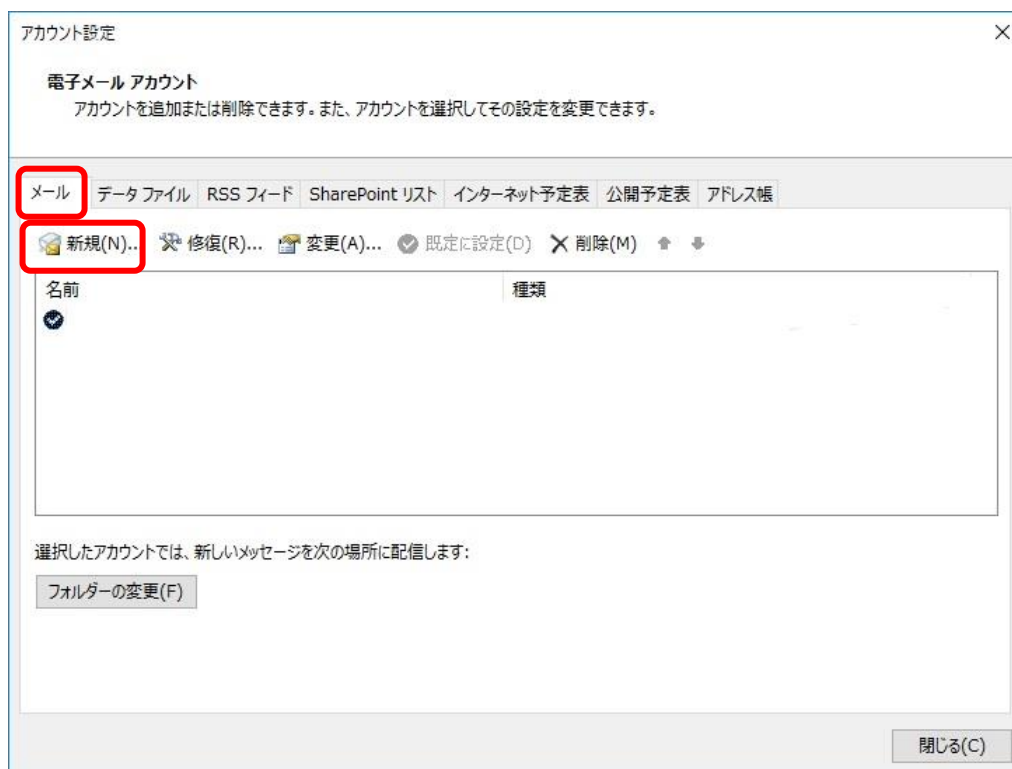 アカウント設定
電子メール アカウント
アカウントを追加または削除できます。また、アカウントを選択してその設定を変更できます。
メール データ ファイル RSS フィード SharePoint リスト インターネット予定表 公開予定表 アドレス帳
新規(N)... 修復(R)... 変更(A)... 既定に設定(D) 削除(M)
名前 種類
選択したアカウントでは、新しいメッセージを次の場所に配信します:
フォルダーの変更(F)
閉じる(C)